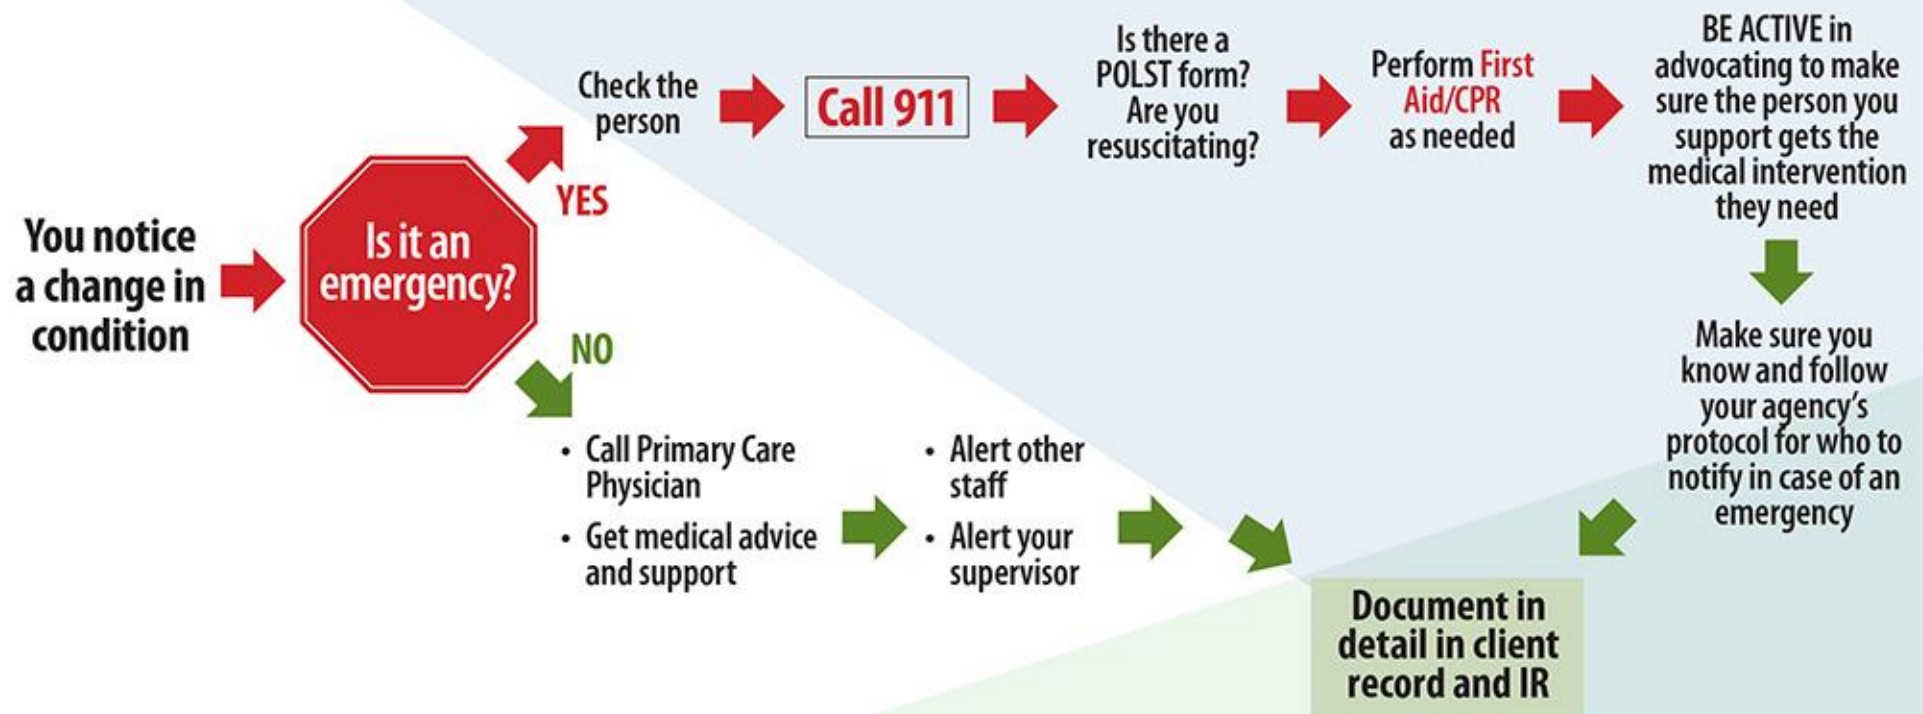 You notice
a change in
condition
Is it an
emergency?
YES
Check the
person
Call 911
Is there a
POLST form?
Are you
resuscitating?
Perform First
Aid/CPR
as needed
BE ACTIVE in
advocating to make
sure the person you
support gets the
medical intervention
they need
Make sure you
know and follow
your agency’s
protocol for who to
notify in case of an
emergency
NO
• Call Primary Care
Physician
• Get medical advice
and support
• Alert other
staff
• Alert your
supervisor
Document in
detail in client
record and IR